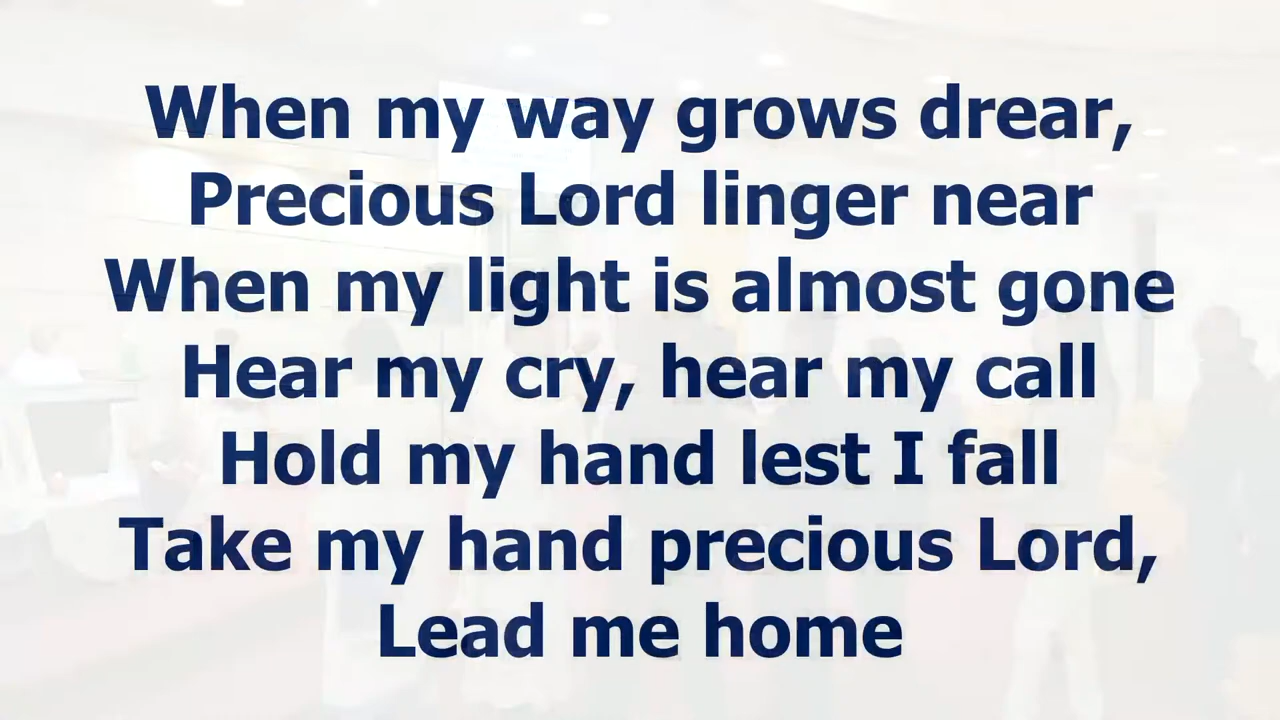 When my way grows drear,
Precious Lord linger near
When my light is almost gone
Hear my cry, hear my call
Hold my hand lest I fall
Take my hand precious Lord,
Lead me home